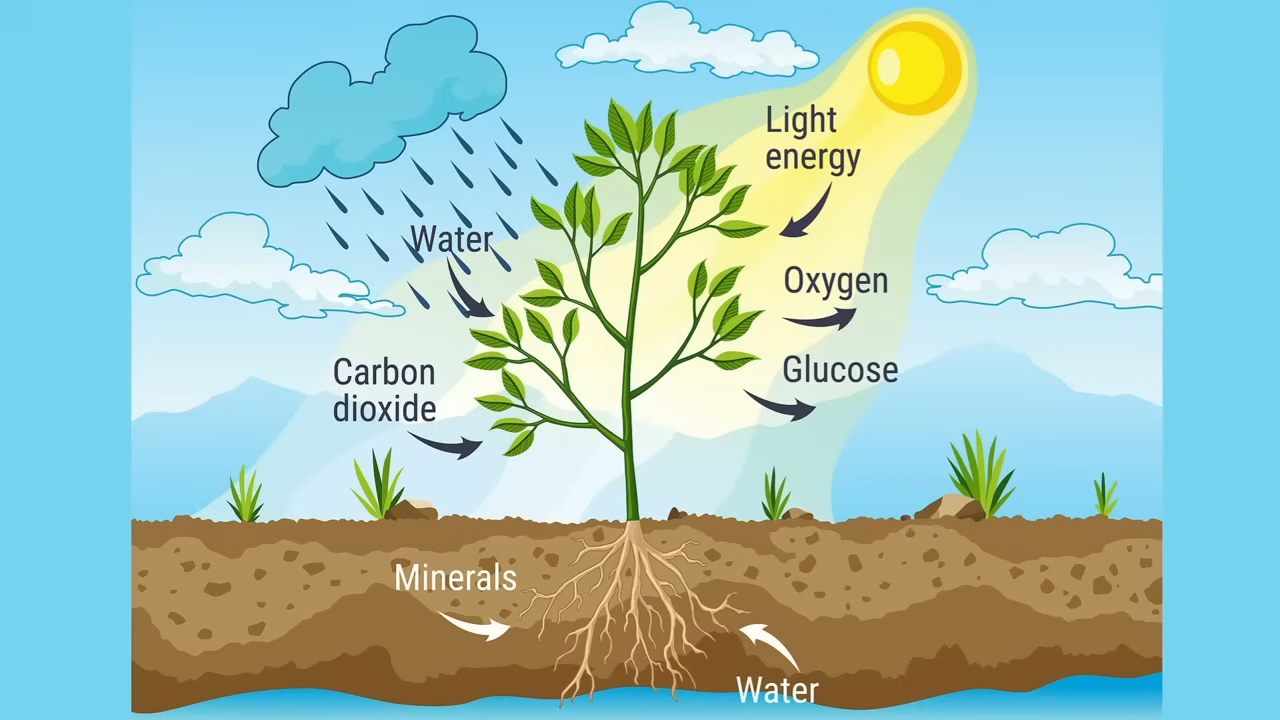 Light
energy
Water
Oxygen
Carbon
dioxide
Glucose
Minerals
Water